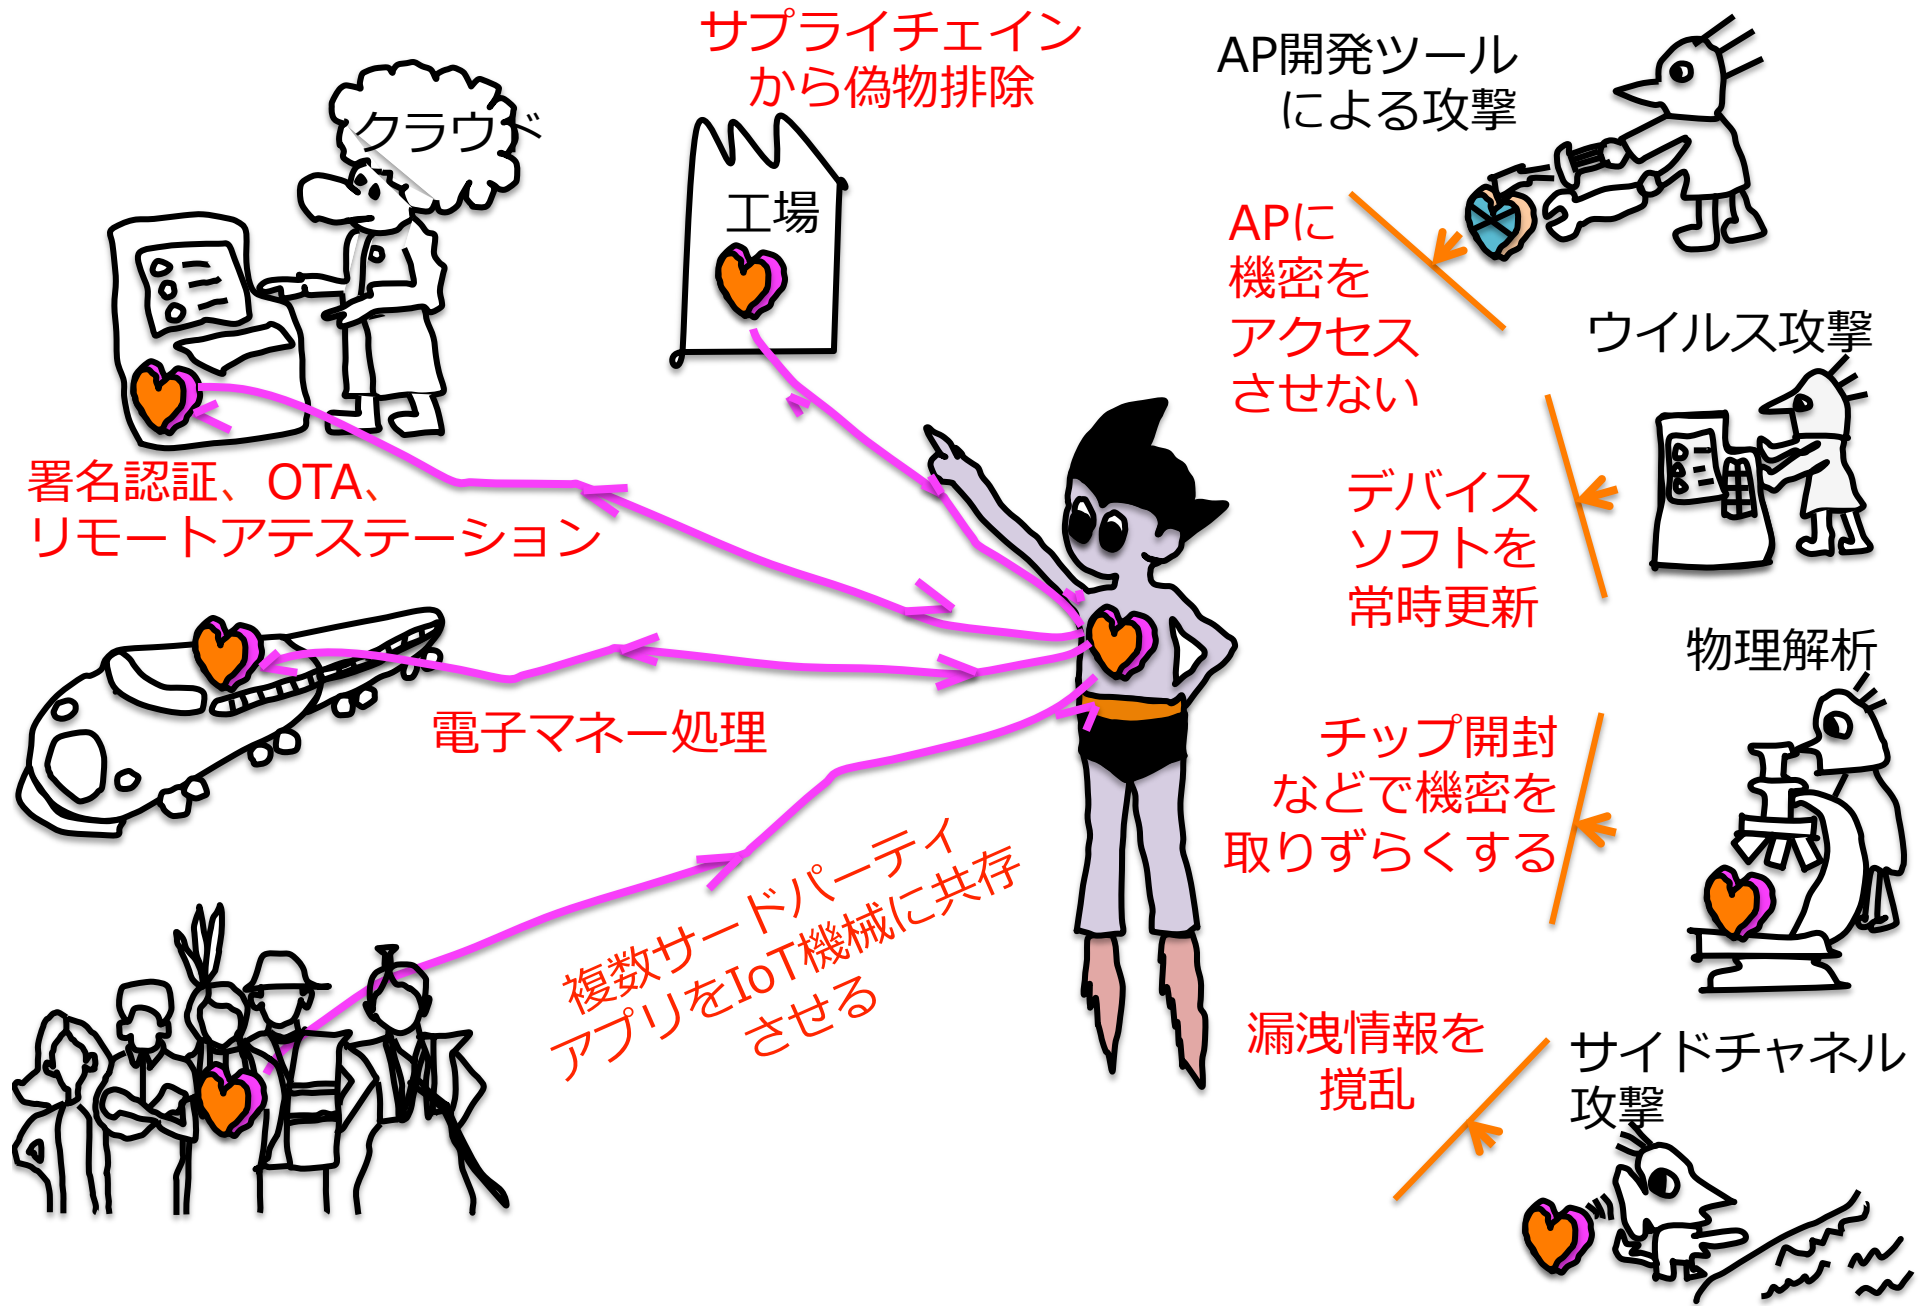 サプライチェイン
から偽物排除
クラウド
工場
署名認証、OTA、
リモートアテステーション
電子マネー処理
複数サードパーティ
アプリをIoT機械に共存
させる
AP開発ツール
による攻撃
APに
機密を
アクセス
させない
ウイルス攻撃
デバイス
ソフトを
常時更新
物理解析
チップ開封
などで機密を
取りずらくする
漏洩情報を
撹乱
サイドチャネル
攻撃